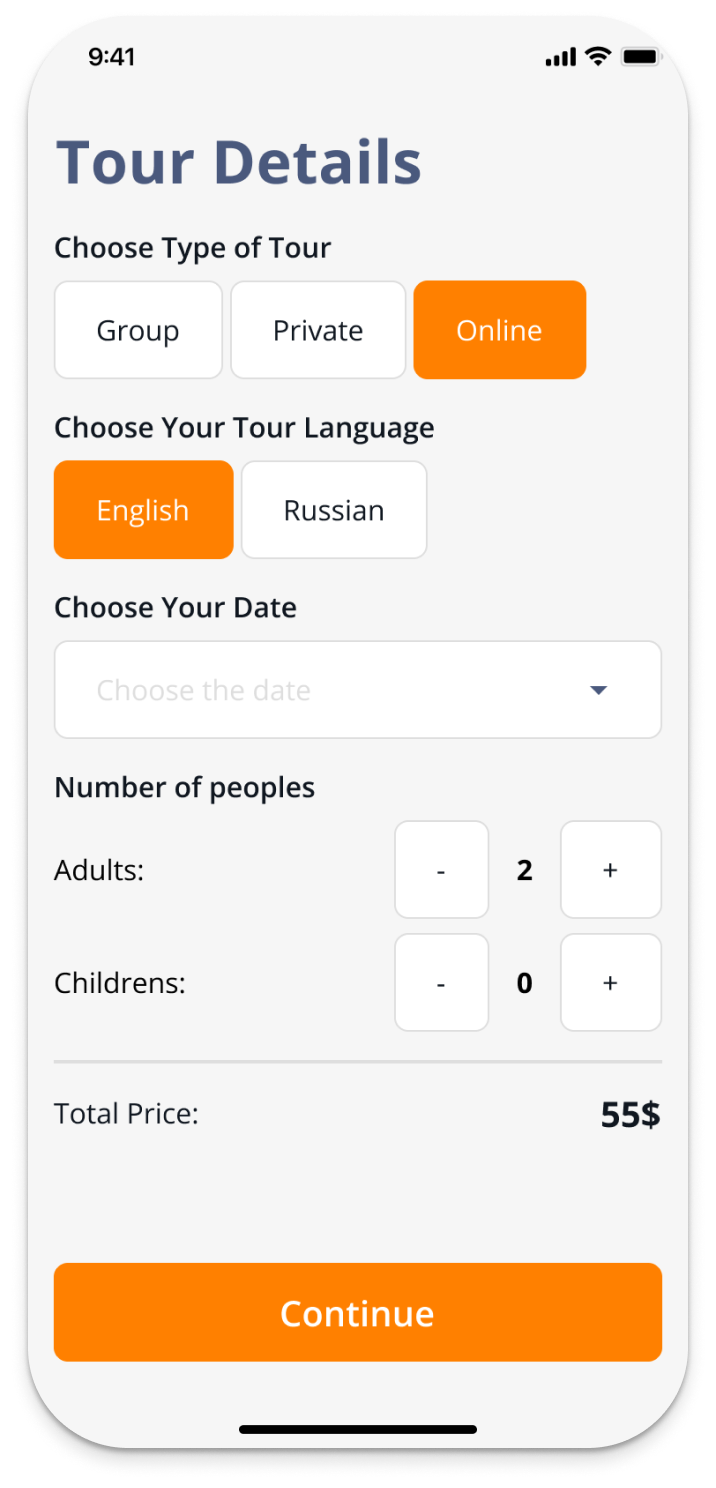 9:41
Tour Details
Choose Type of Tour
Group Private Online
Choose Your Tour Language
English Russian
Choose Your Date
Choose the date
Number of peoples
Adults: - 2 +
Childrens: - 0 +
Total Price: 55$
Continue